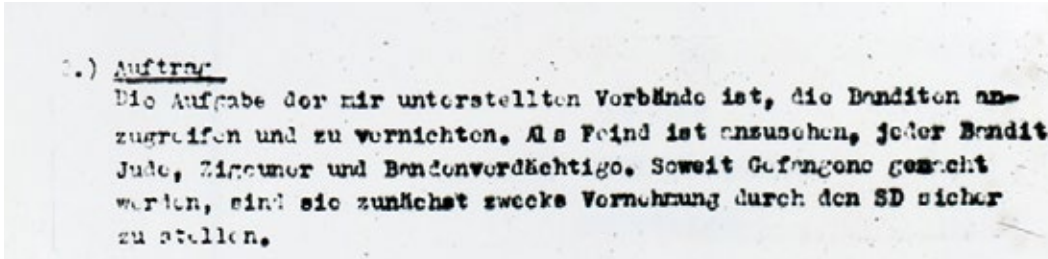 2.) Auftrag
Die Aufgabe der mir unterstellten Verbände ist, die Banditen an-
zugreifen und zu vernichten. Als Feind ist anzusehen, jeder Bandit
Jude, Zigeuner und Bandenverdächtige. Soweit Gefangene gemacht
werden, sind sie zunächst zwecks Vernehmung durch den SD sicher
zu stellen.